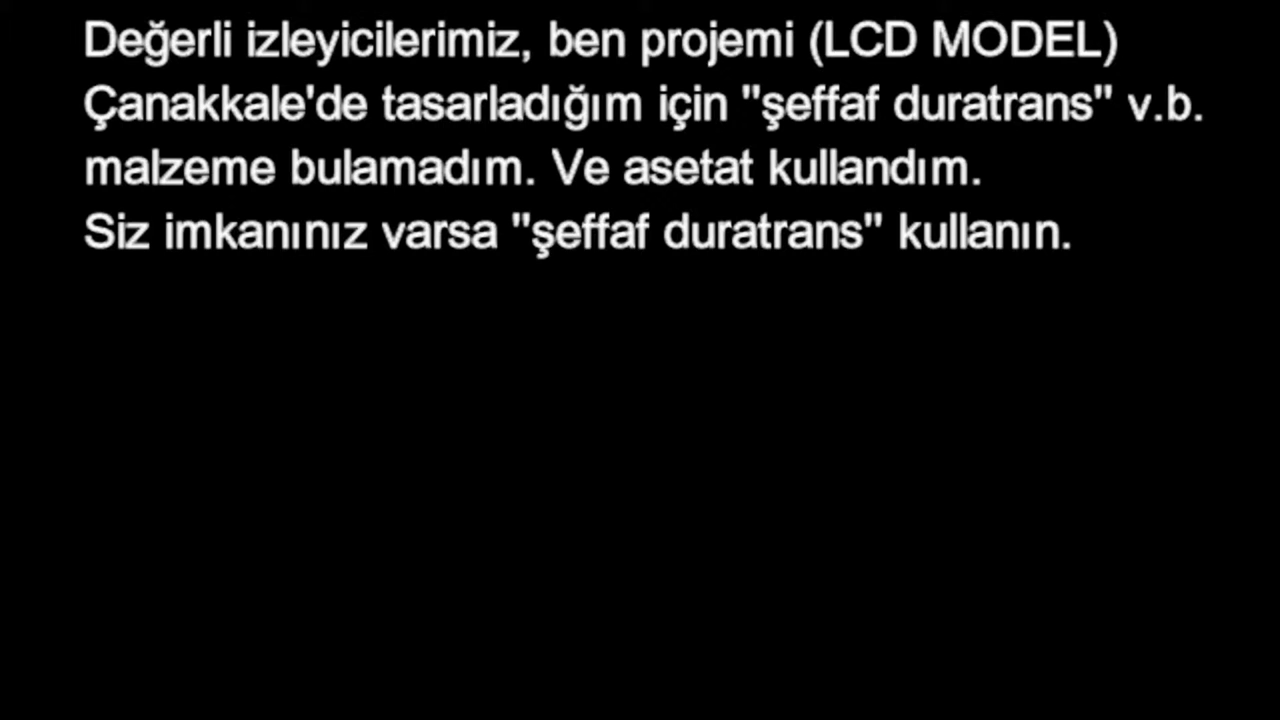 Değerli izleyicilerimiz, ben projemi (LCD MODEL)
Çanakkale'de tasarladığım için "şeffaf duratrans" v.b.
malzeme bulamadım. Ve asetat kullandım.
Siz imkanınız varsa "şeffaf duratrans" kullanın.